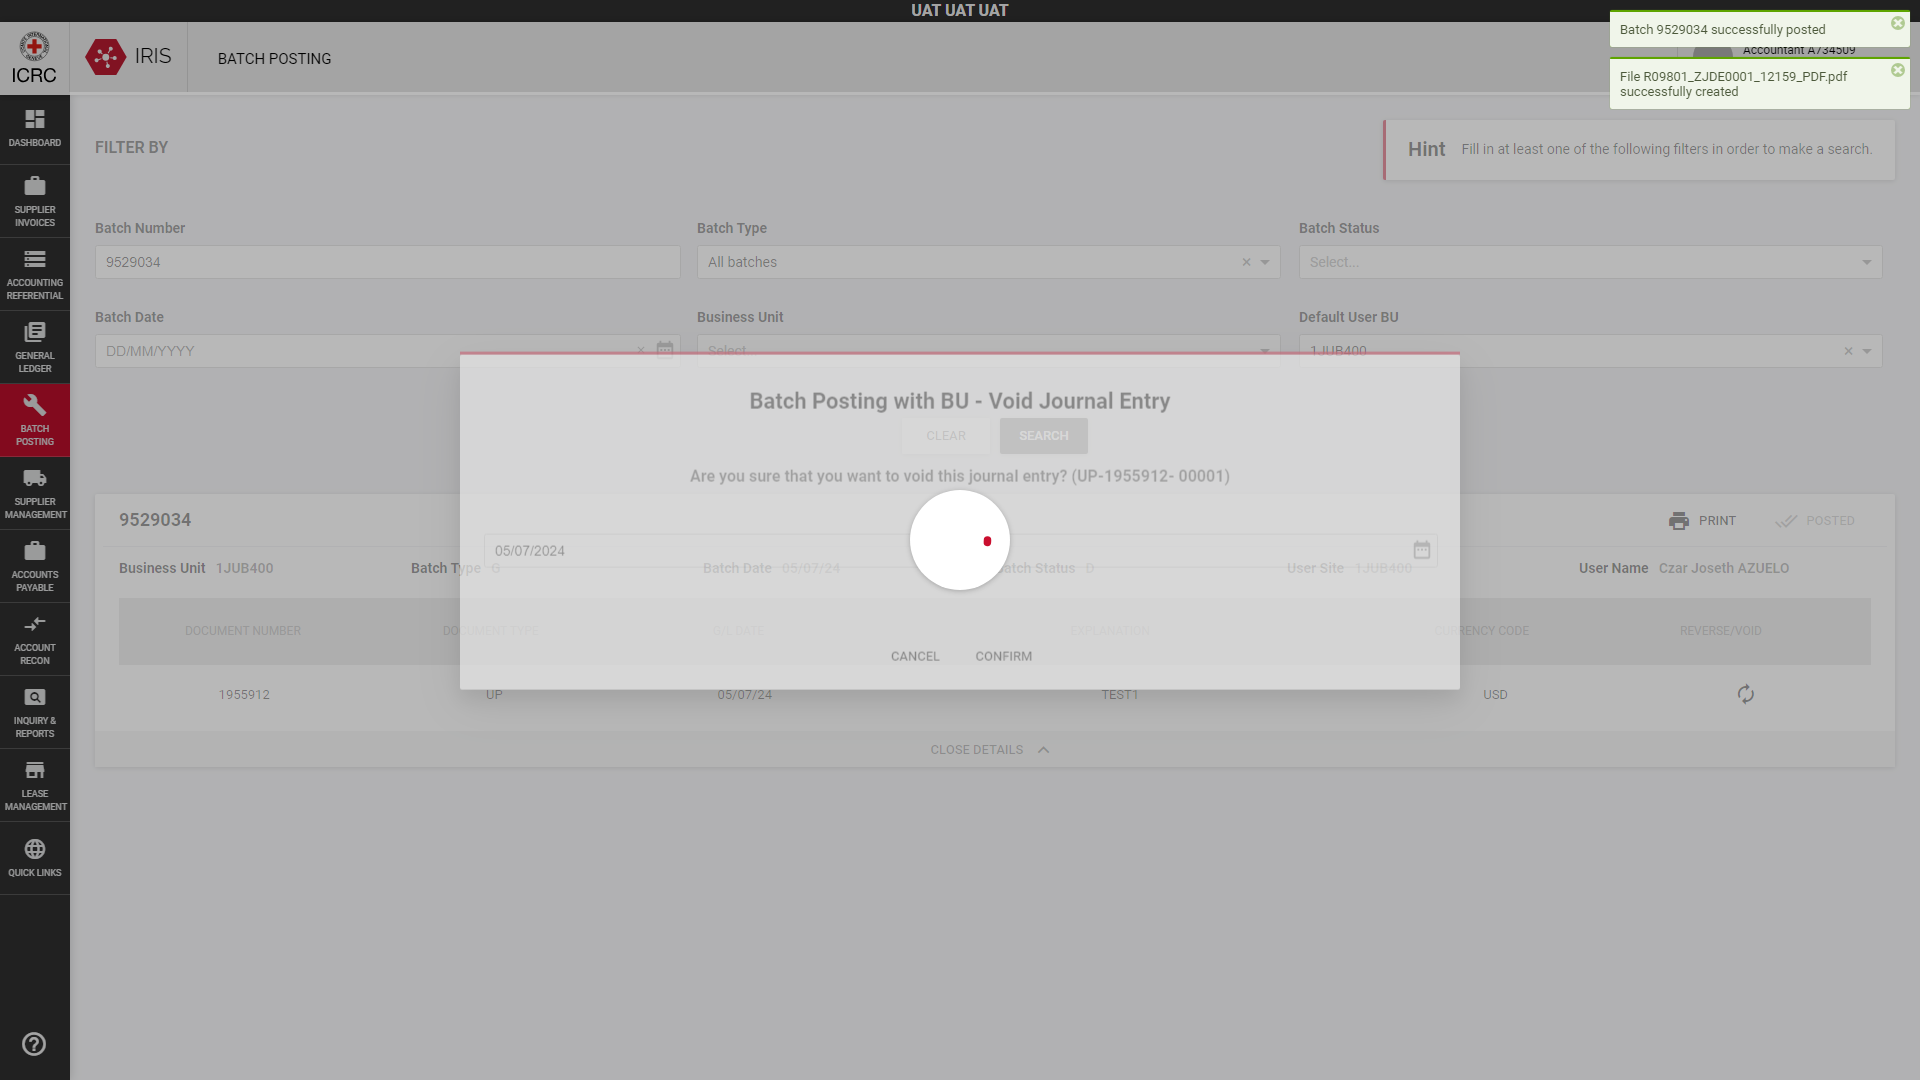 UAT UAT UAT
ICRC
IRIS
BATCH POSTING
Batch 9529034 successfully posted
Accountant A734509
File R09801_ZJDE0001_12159_PDF.pdf
successfully created
DASHBOARD
SUPPLIER
INVOICES
ACCOUNTING
REFERENTIAL
GENERAL
LEDGER
BATCH
POSTING
SUPPLIER
MANAGEMENT
ACCOUNTS
PAYABLE
ACCOUNT
RECON
INQUIRY &
REPORTS
LEASE
MANAGEMENT
QUICK LINKS
FILTER BY
Hint Fill in at least one of the following filters in order to make a search.
Batch Number Batch Type Batch Status
9529034 All batches Select...
Batch Date Business Unit Default User BU
DD/MM/YYYY Select... 1JUB400
Batch Posting with BU - Void Journal Entry
CLEAR SEARCH
Are you sure that you want to void this journal entry? (UP-1955912- 00001)
9529034 PRINT POSTED
05/07/2024
Business Unit 1JUB400 Batch Type G Batch Date 05/07/24 Batch Status D User Site 1JUB400 User Name Czar Joseth AZUELO
DOCUMENT NUMBER DOCUMENT TYPE G/L DATE EXPLANATION CURRENCY CODE REVERSE/VOID
CANCEL CONFIRM
1955912 UP 05/07/24 TEST1 USD
CLOSE DETAILS